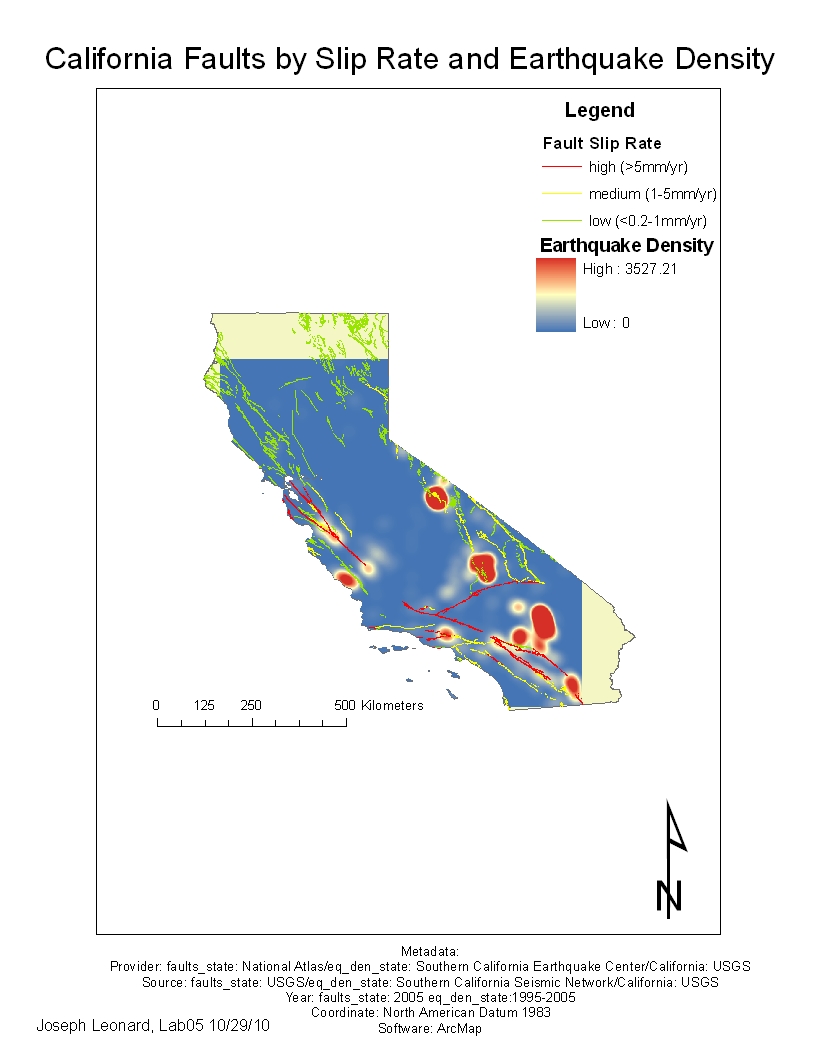 California Faults by Slip Rate and Earthquake Density
Legend
Fault Slip Rate
high (>5mm/yr)
medium (1-5mm/yr)
low (<0.2-1mm/yr)
Earthquake Density
High : 3527.21
Low : 0
0 125 250 500 Kilometers
N
Metadata:
Provider: faults_state: National Atlas/eq_den_state: Southern California Earthquake Center/California: USGS
Source: faults_state: USGS/eq_den_state: Southern California Seismic Network/California: USGS
Year: faults_state: 2005 eq_den_state:1995-2005
Coordinate: North American Datum 1983
Software: ArcMap
Joseph Leonard, Lab05 10/29/10